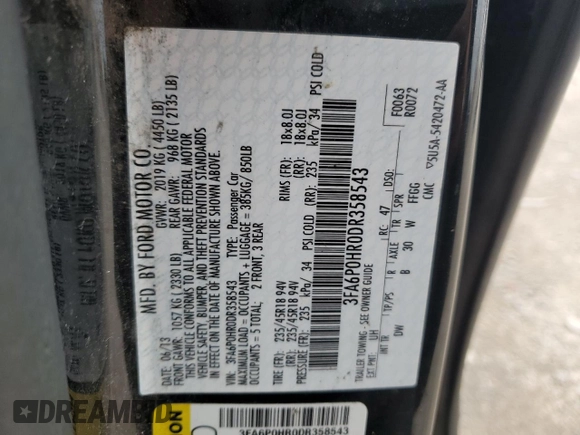 MFD. BY FORD MOTOR CO.
DATE: 06/13 GVWR: 2019 KG ( 4450 LB)
FRONT GAWR: 1057 KG ( 2330 LB) REAR GAWR: 968 KG ( 2135 LB)
THIS VEHICLE CONFORMS TO ALL APPLICABLE FEDERAL MOTOR
VEHICLE SAFETY, BUMPER, AND THEFT PREVENTION STANDARDS
IN EFFECT ON THE DATE OF MANUFACTURE SHOWN ABOVE.
VIN: 3FA6P0HR0DR358543 TYPE: Passenger Car
MAXIMUM LOAD = OCCUPANTS + LUGGAGE = 385KG/ 850LB
OCCUPANTS = 5 TOTAL: 2 FRONT, 3 REAR
TIRE (FR): 235/45R18 94V RIMS (FR): 18x8.0J
(RR): 235/45R18 94V (RR): 18x8.0J
PRESSURE (FR): 235 kPa/ 34 PSI COLD (RR): 235 kPa/ 34 PSI COLD
3FA6P0HR0DR358543
TRAILER TOWING - SEE OWNER GUIDE
F0063
R0072
EXT PNT: UH RC: 47 DSO:
INT TR TP/PS R AXLE TR SPR
DW B 30 W FFGG
CMC
▽5U5A-5420472-AA
3FA6P0HR0DR358543
BID.CARS